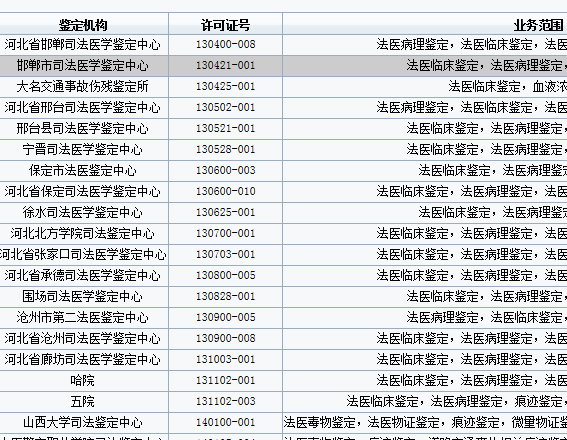 鉴定机构 许可证号 业务范围
河北省邯郸司法医学鉴定中心 130400-008 法医病理鉴定，法医临床鉴定，法医
邯郸市司法医学鉴定中心 130421-001 法医临床鉴定，法医病理鉴定，
大名交通事故伤残鉴定所 130425-001 法医临床鉴定，血液浓
河北省邢台司法医学鉴定中心 130502-001 法医病理鉴定，法医临床鉴定，法医
邢台县司法医学鉴定中心 130521-001 法医临床鉴定，法医病理鉴定，
宁晋司法医学鉴定中心 130528-001 法医临床鉴定，法医病理鉴定
保定市法医鉴定中心 130600-003 法医临床鉴定，法医病理鉴定
河北省保定司法医学鉴定中心 130600-010 法医临床鉴定，法医病理鉴定，法医
徐水司法医学鉴定中心 130625-001 法医临床鉴定，法医病理鉴定
河北北方学院司法鉴定中心 130700-001 法医临床鉴定，法医病理鉴定，法医
河北省张家口司法医学鉴定中心 130703-001 法医临床鉴定，法医病理鉴定，法医
河北省承德司法医学鉴定中心 130800-005 法医临床鉴定，法医病理鉴定，法医
围场司法医学鉴定中心 130828-001 法医临床鉴定，法医病理鉴定，
沧州市第二法医鉴定中心 130900-005 法医病理鉴定，法医临床鉴定，
河北省沧州司法医学鉴定中心 130900-008 法医临床鉴定，法医病理鉴定，法医
河北省廊坊司法医学鉴定中心 131003-001 法医临床鉴定，法医病理鉴定，法医
哈院 131102-001 法医临床鉴定，法医病理鉴定，法医
五院 131102-003 法医临床鉴定，法医病理鉴定，痕迹鉴定，
山西大学司法鉴定中心 140100-001 法医毒物鉴定，法医物证鉴定，痕迹鉴定，微量物证鉴